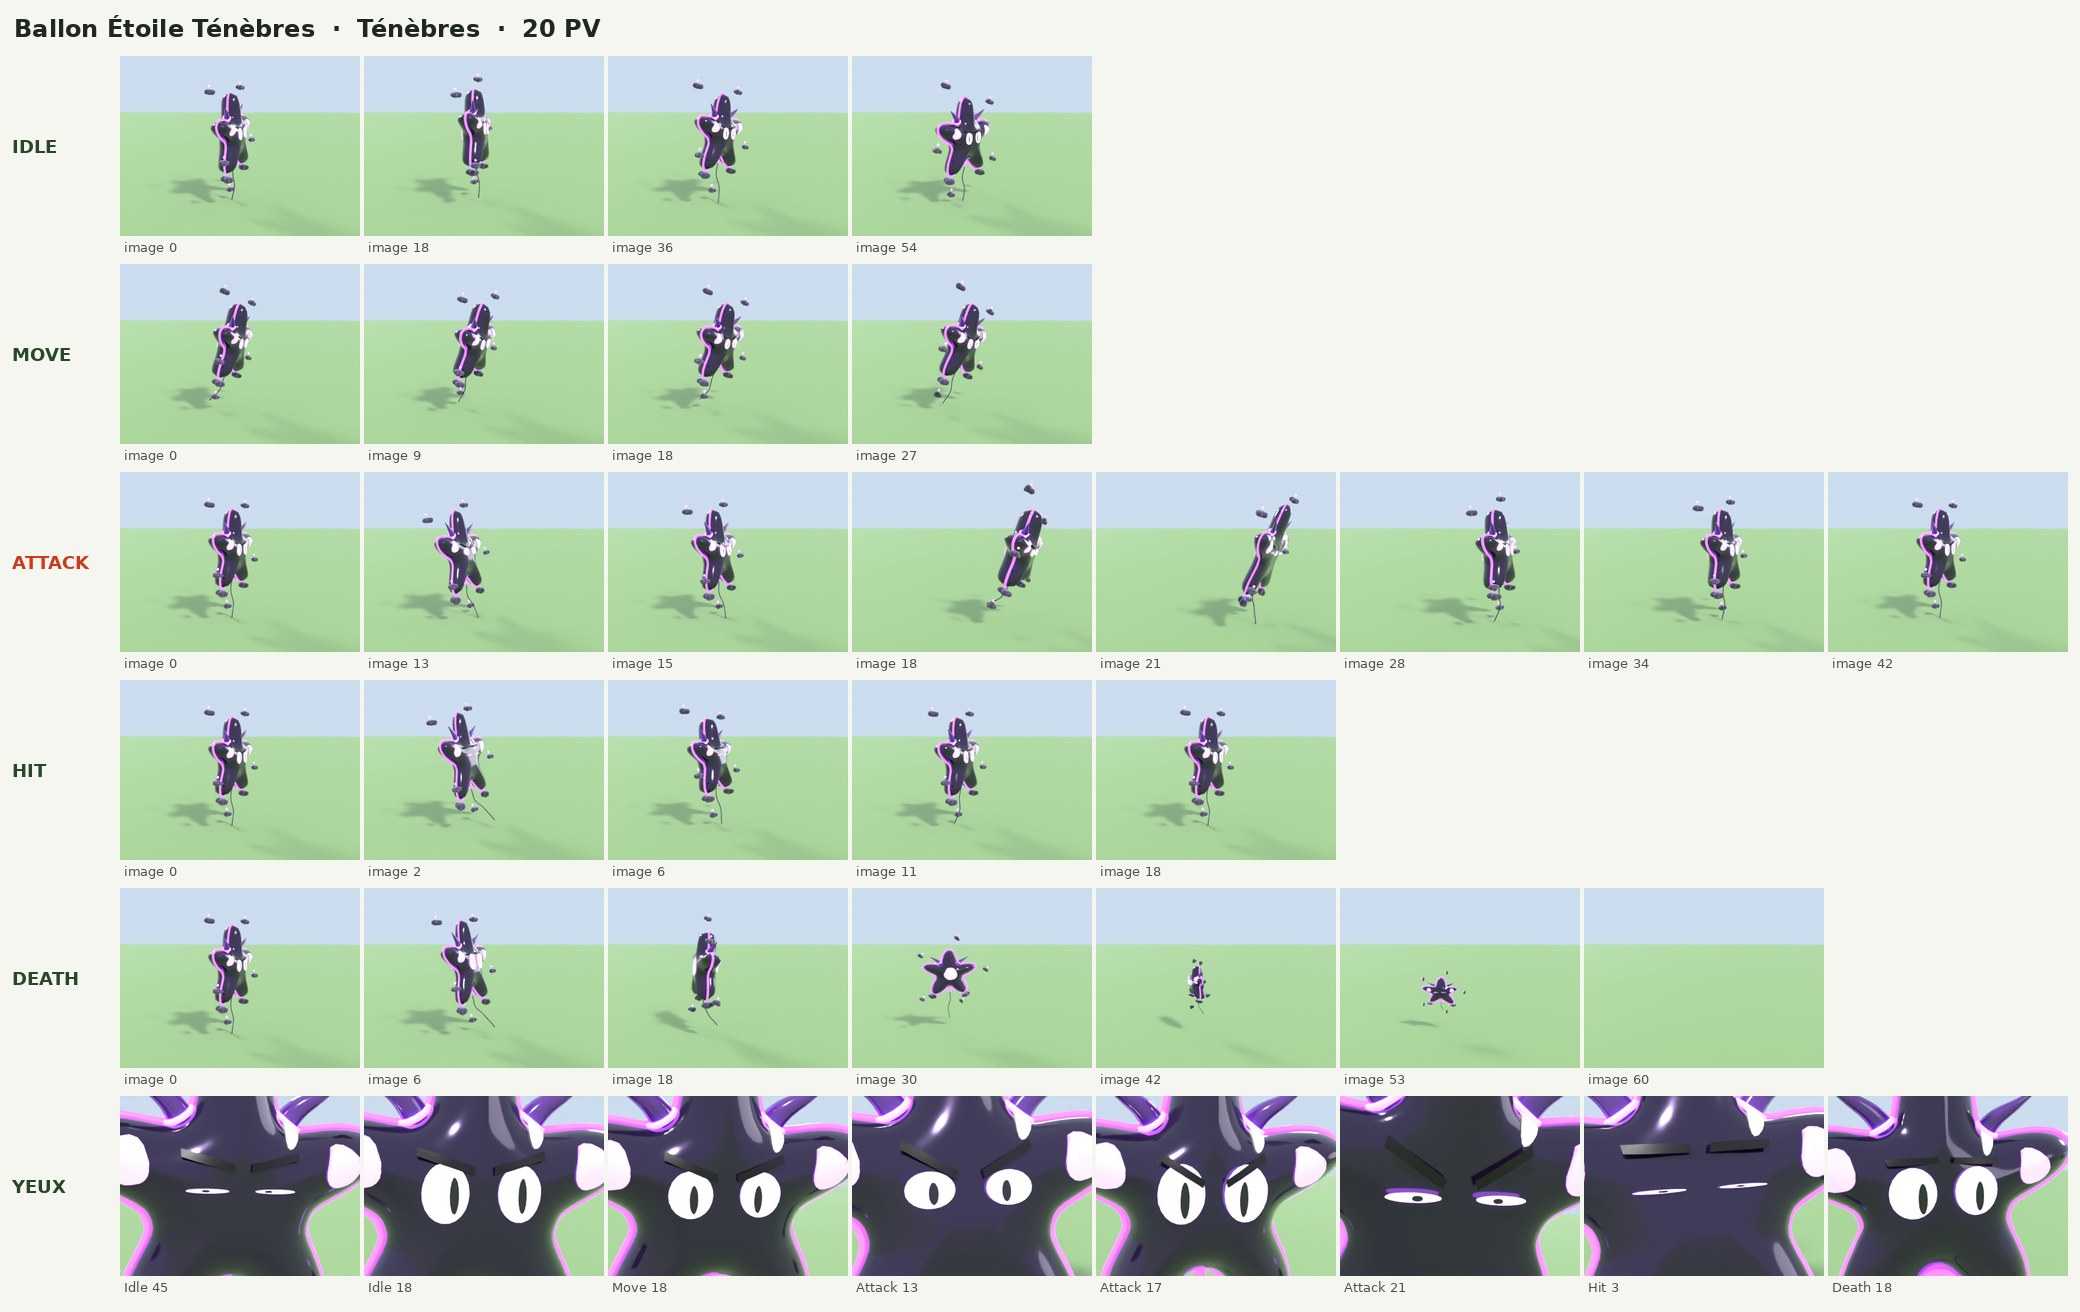 Ballon Étoile Ténèbres · Ténèbres · 20 PV
IDLE
image 0
image 18
image 36
image 54
MOVE
image 0
image 9
image 18
image 27
ATTACK
image 0
image 13
image 15
image 18
image 21
image 28
image 34
image 42
HIT
image 0
image 2
image 6
image 11
image 18
DEATH
image 0
image 6
image 18
image 30
image 42
image 53
image 60
YEUX
Idle 45
Idle 18
Move 18
Attack 13
Attack 17
Attack 21
Hit 3
Death 18